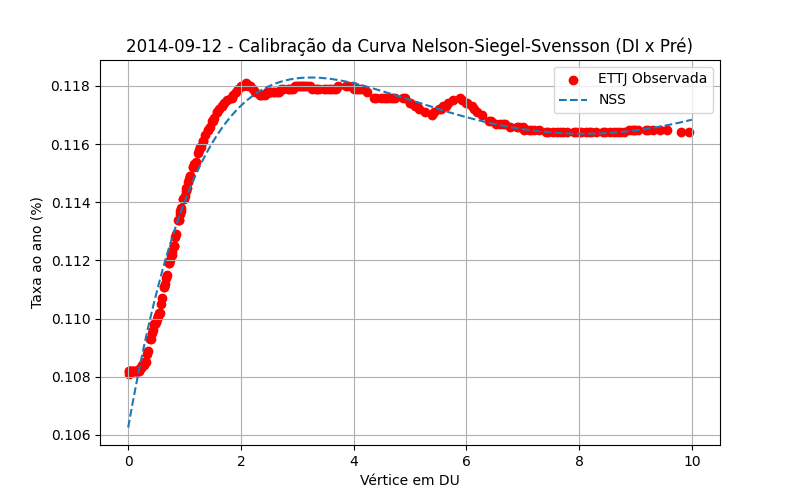 2014-09-12 - Calibração da Curva Nelson-Siegel-Svensson (DI x Pré)
ETTJ Observada
NSS
Taxa ao ano (%)
0.118
0.116
0.114
0.112
0.110
0.108
0.106
0 2 4 6 8 10
Vértice em DU